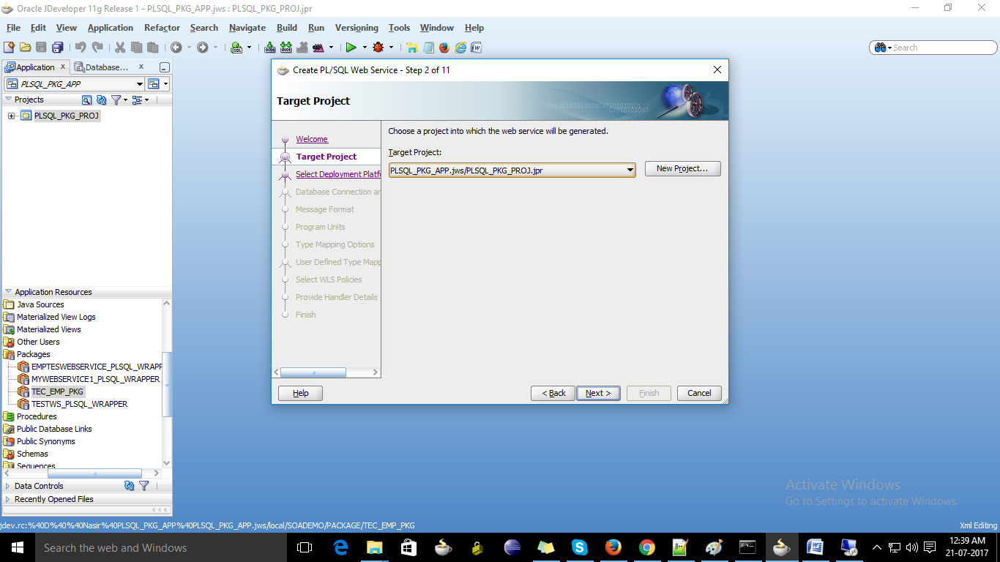 Oracle JDeveloper 11g Release 1 - PLSQL_PKG_APP.jws : PLSQL_PKG_PROJ.jpr
File Edit View Application Refactor Search Navigate Build Run Versioning Tools Window Help
Search
Application Database...
PLSQL_PKG_APP
Projects
PLSQL_PKG_PROJ
Application Resources
Java Sources
Materialized View Logs
Materialized Views
Other Users
Packages
EMPTESWEBSERVICE_PLSQL_WRAPP
MYWEBSERVICE1_PLSQL_WRAPPER
TEC_EMP_PKG
TESTWS_PLSQL_WRAPPER
Procedures
Public Database Links
Public Synonyms
Schemas
Sequences
Data Controls
Recently Opened Files
Create PL/SQL Web Service - Step 2 of 11
Target Project
Welcome
Target Project
Select Deployment Platf
Database Connection an
Message Format
Program Units
Type Mapping Options
User Defined Type Mapp
Select WLS Policies
Provide Handler Details
Finish
Choose a project into which the web service will be generated.
Target Project:
PLSQL_PKG_APP.jws/PLSQL_PKG_PROJ.jpr New Project...
Help < Back Next > Finish Cancel
Activate Windows
Go to Settings to activate Windows.
jdev.rc:%40D%40%40Nasir%40PLSQL_PKG_APP%40PLSQL_PKG_APP.jws/local/SOADEMO/PACKAGE/TEC_EMP_PKG Xml Editing
Search the web and Windows
12:39 AM
21-07-2017